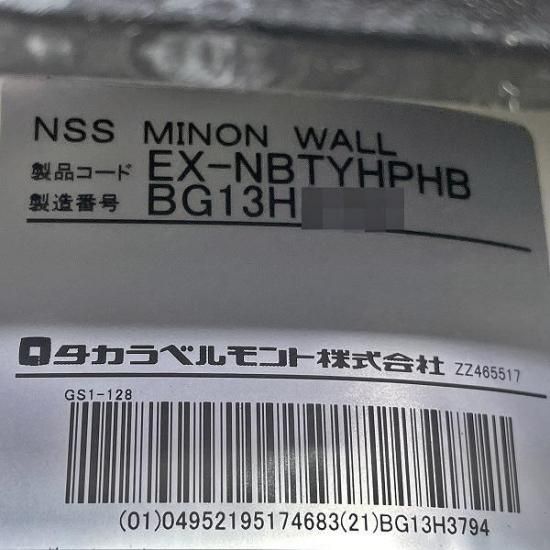 NSS MINON WALL
製品コード EX-NBTYHPHB
製造番号 BG13H
タカラベルモント株式会社 ZZ465517
GS1-128
(01)04952195174683(21)BG13H3794